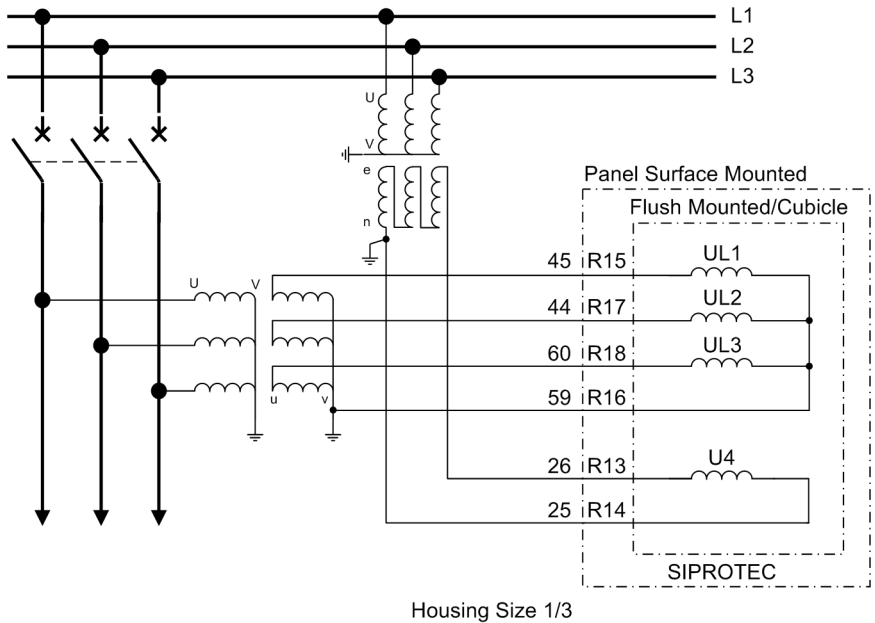 L1
L2
L3
U
V
e
n
Panel Surface Mounted
Flush Mounted/Cubicle
45 R15 UL1
U V
44 R17 UL2
60 R18 UL3
59 R16
u v
26 R13 U4
25 R14
SIPROTEC
Housing Size 1/3